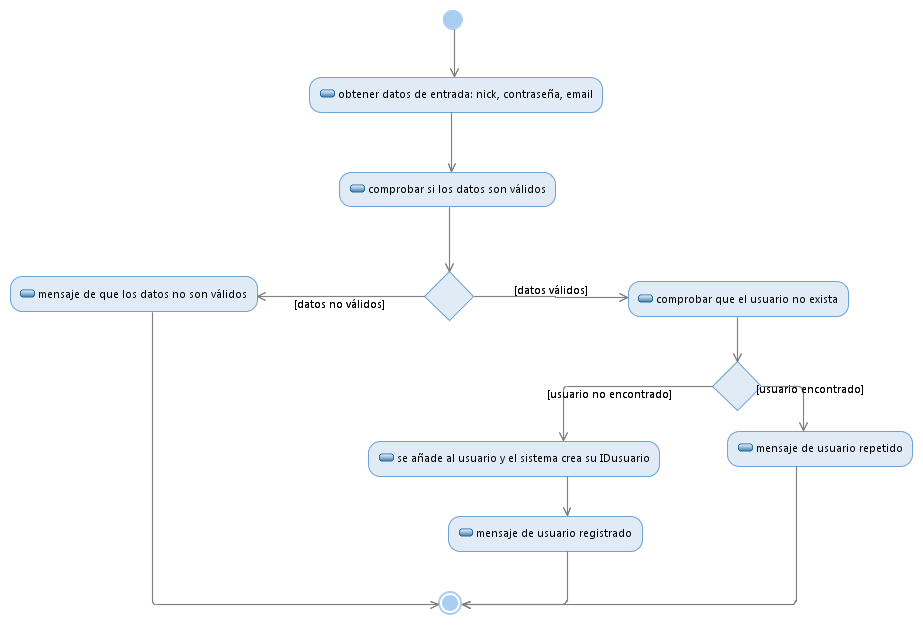 obtener datos de entrada: nick, contraseña, email
comprobar si los datos son válidos
mensaje de que los datos no son válidos
[datos no válidos]
[datos válidos]
comprobar que el usuario no exista
[usuario no encontrado]
[usuario encontrado]
se añade al usuario y el sistema crea su IDusuario
mensaje de usuario repetido
mensaje de usuario registrado